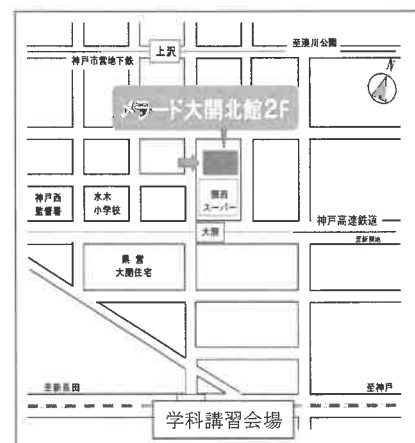 上沢
至湊川公園
神戸市営地下鉄
N
メラード大開北館2F
関西
スーパー
神戸西
監督署
水木
小学校
神戸高速鉄道
大開
至新開地
県営
大開住宅
至新長田
至神戸
学科講習会場